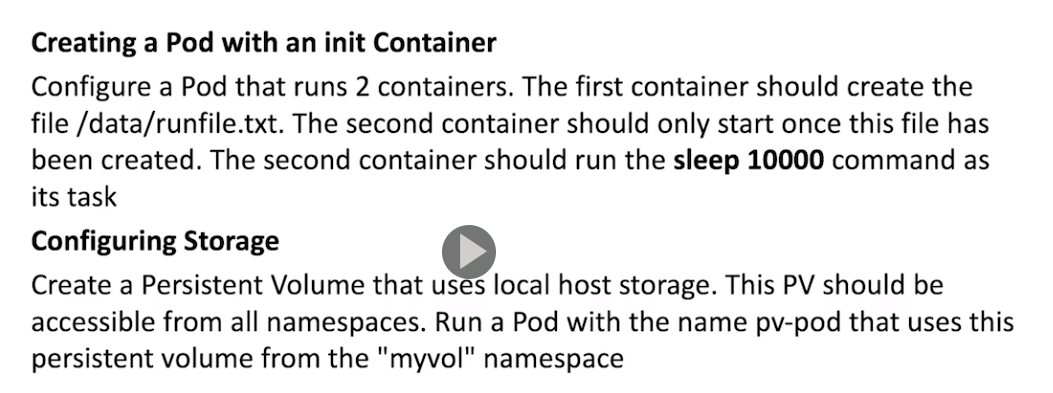 Creating a Pod with an init Container
Configure a Pod that runs 2 containers. The first container should create the
file /data/runfile.txt. The second container should only start once this file has
been created. The second container should run the sleep 10000 command as
its task
Configuring Storage
Create a Persistent Volume that uses local host storage. This PV should be
accessible from all namespaces. Run a Pod with the name pv-pod that uses this
persistent volume from the "myvol" namespace